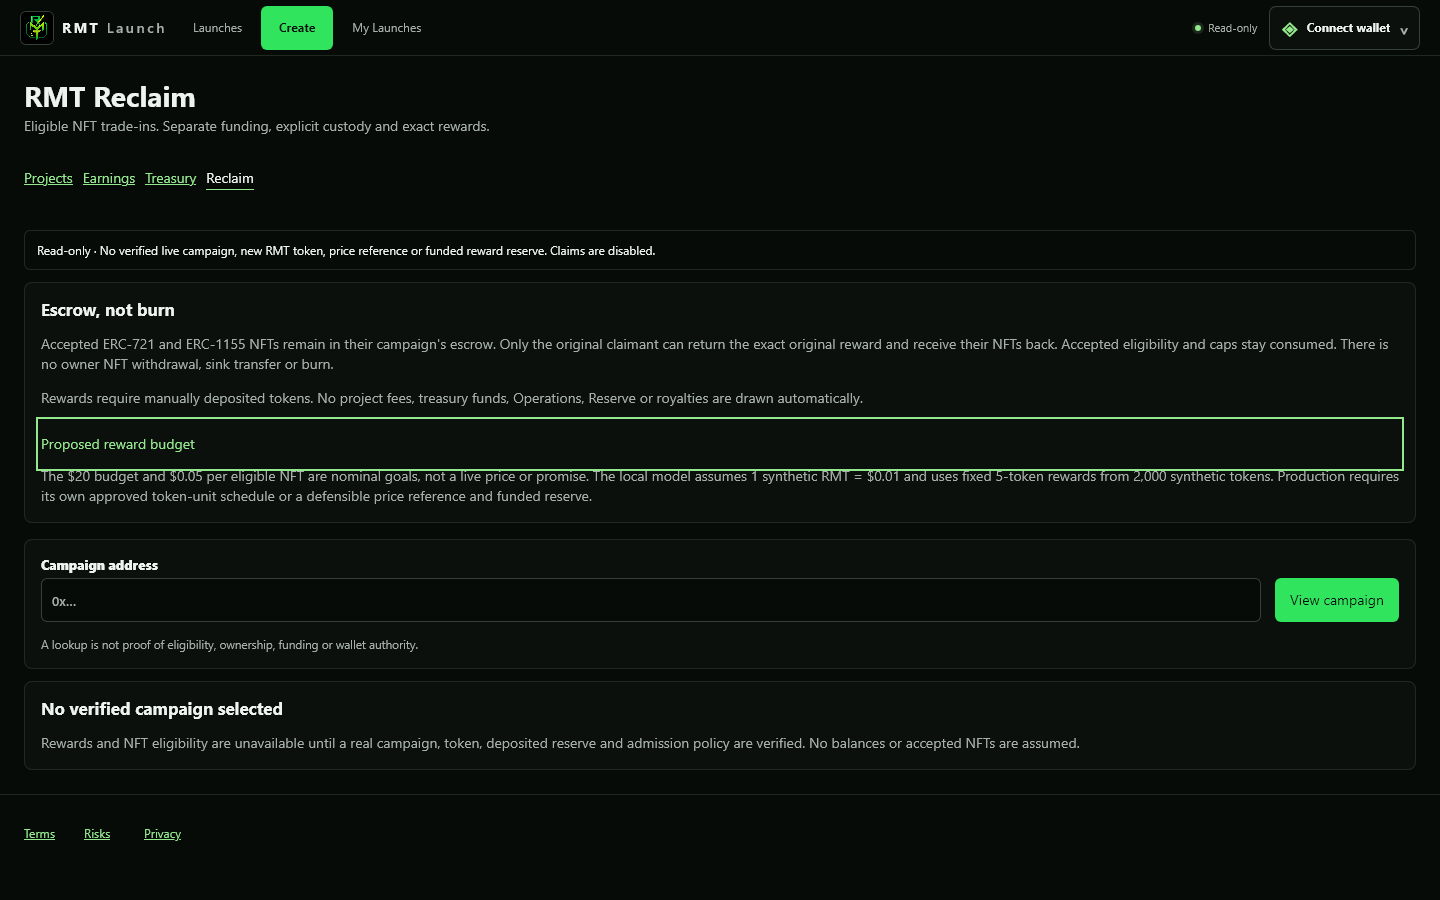 RMT Launch
Launches
Create
My Launches
Read-only
Connect wallet
RMT Reclaim
Eligible NFT trade-ins. Separate funding, explicit custody and exact rewards.
Projects
Earnings
Treasury
Reclaim
Read-only · No verified live campaign, new RMT token, price reference or funded reward reserve. Claims are disabled.
Escrow, not burn
Accepted ERC-721 and ERC-1155 NFTs remain in their campaign's escrow. Only the original claimant can return the exact original reward and receive their NFTs back. Accepted eligibility and caps stay consumed. There is
no owner NFT withdrawal, sink transfer or burn.
Rewards require manually deposited tokens. No project fees, treasury funds, Operations, Reserve or royalties are drawn automatically.
Proposed reward budget
The $20 budget and $0.05 per eligible NFT are nominal goals, not a live price or promise. The local model assumes 1 synthetic RMT = $0.01 and uses fixed 5-token rewards from 2,000 synthetic tokens. Production requires
its own approved token-unit schedule or a defensible price reference and funded reserve.
Campaign address
0x...
View campaign
A lookup is not proof of eligibility, ownership, funding or wallet authority.
No verified campaign selected
Rewards and NFT eligibility are unavailable until a real campaign, token, deposited reserve and admission policy are verified. No balances or accepted NFTs are assumed.
Terms
Risks
Privacy